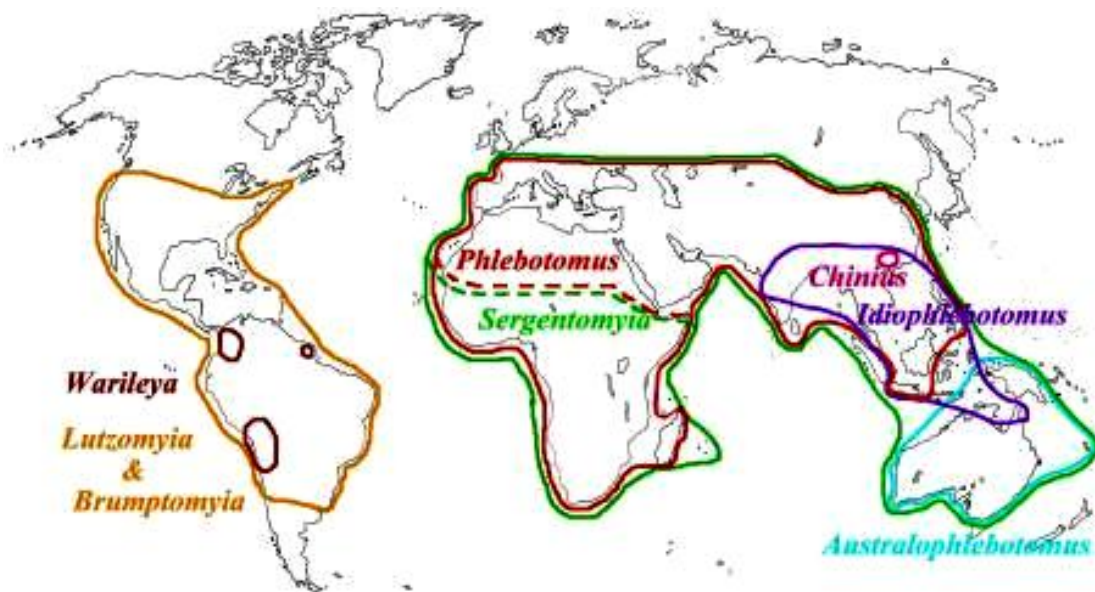 Phlebotomus
Sergentomyia
Chinius
Idiophlebotomus
Warileya
Lutzomyia
&
Brumptomyia
Australophlebotomus